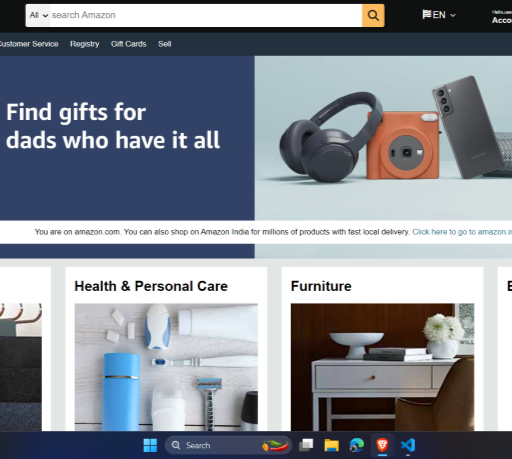 All
search Amazon
EN
Hello,
Accou
Customer Service Registry Gift Cards Sell
Find gifts for
dads who have it all
You are on amazon.com. You can also shop on Amazon India for millions of products with fast local delivery. Click here to go to amazon.in
Health & Personal Care
Furniture
WILL
Search